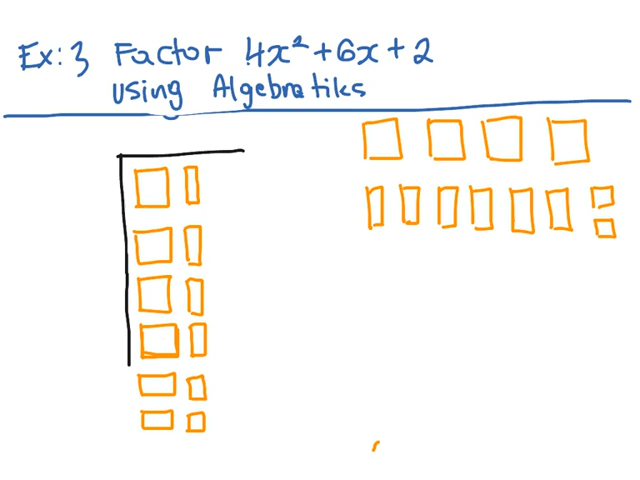 Ex: 3 Factor 4x² + 6x + 2
using Algebratiks